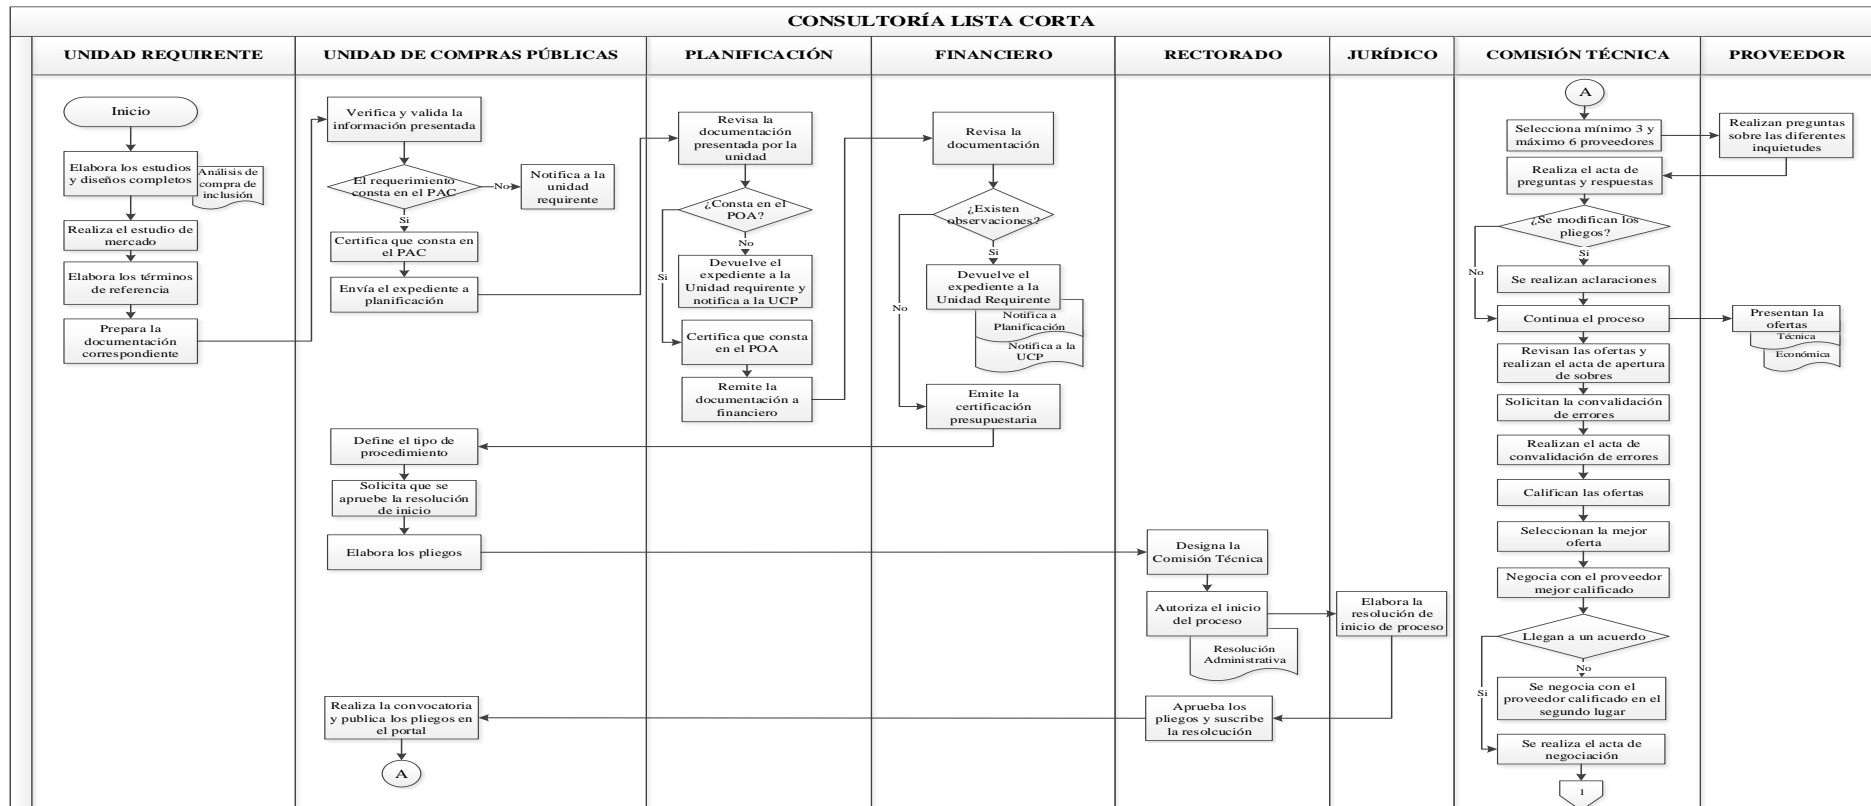 CONSULTORÍA LISTA CORTA
UNIDAD REQUIRENTE
UNIDAD DE COMPRAS PÚBLICAS
PLANIFICACIÓN
FINANCIERO
RECTORADO
JURÍDICO
COMISIÓN TÉCNICA
PROVEEDOR
Inicio
Elabora los estudios
y diseños completos
Análisis de
compra de
inclusión
Realiza el estudio de
mercado
Elabora los términos
de referencia
Prepara la
documentación
correspondiente
Verifica y valida la
información presentada
El requerimiento
consta en el PAC
No
Notifica a la
unidad
requirente
Si
Certifica que consta en
el PAC
Envía el expediente a
planificación
Define el tipo de
procedimiento
Solicita que se
apruebe la resolución
de inicio
Elabora los pliegos
Realiza la convocatoria
y publica los pliegos en
el portal
A
Revisa la
documentación
presentada por la
unidad
¿Consta en el
POA?
No
Si
Devuelve el
expediente a la
Unidad requirente y
notifica a la UCP
Certifica que consta
en el POA
Remite la
documentación a
financiero
Revisa la
documentación
¿Existen
observaciones?
Si
No
Devuelve el
expediente a la
Unidad Requirente
Notifica a
Planificación
Notifica a la
UCP
Emite la
certificación
presupuestaria
Designa la
Comisión Técnica
Autoriza el inicio
del proceso
Resolución
Administrativa
Aprueba los
pliegos y suscribe
la resolcución
Elabora la
resolución de
inicio de proceso
A
Selecciona mínimo 3 y
máximo 6 proveedores
Realiza el acta de
preguntas y respuestas
¿Se modifican los
pliegos?
Si
No
Se realizan aclaraciones
Continua el proceso
Revisan las ofertas y
realizan el acta de apertura
de sobres
Solicitan la convalidación
de errores
Realizan el acta de
convalidación de errores
Califican las ofertas
Seleccionan la mejor
oferta
Negocia con el proveedor
mejor calificado
Llegan a un acuerdo
No
Si
Se negocia con el
proveedor calificado en el
segundo lugar
Se realiza el acta de
negociación
1
Realizan preguntas
sobre las diferentes
inquietudes
Presentan la
ofertas
Técnica
Económica